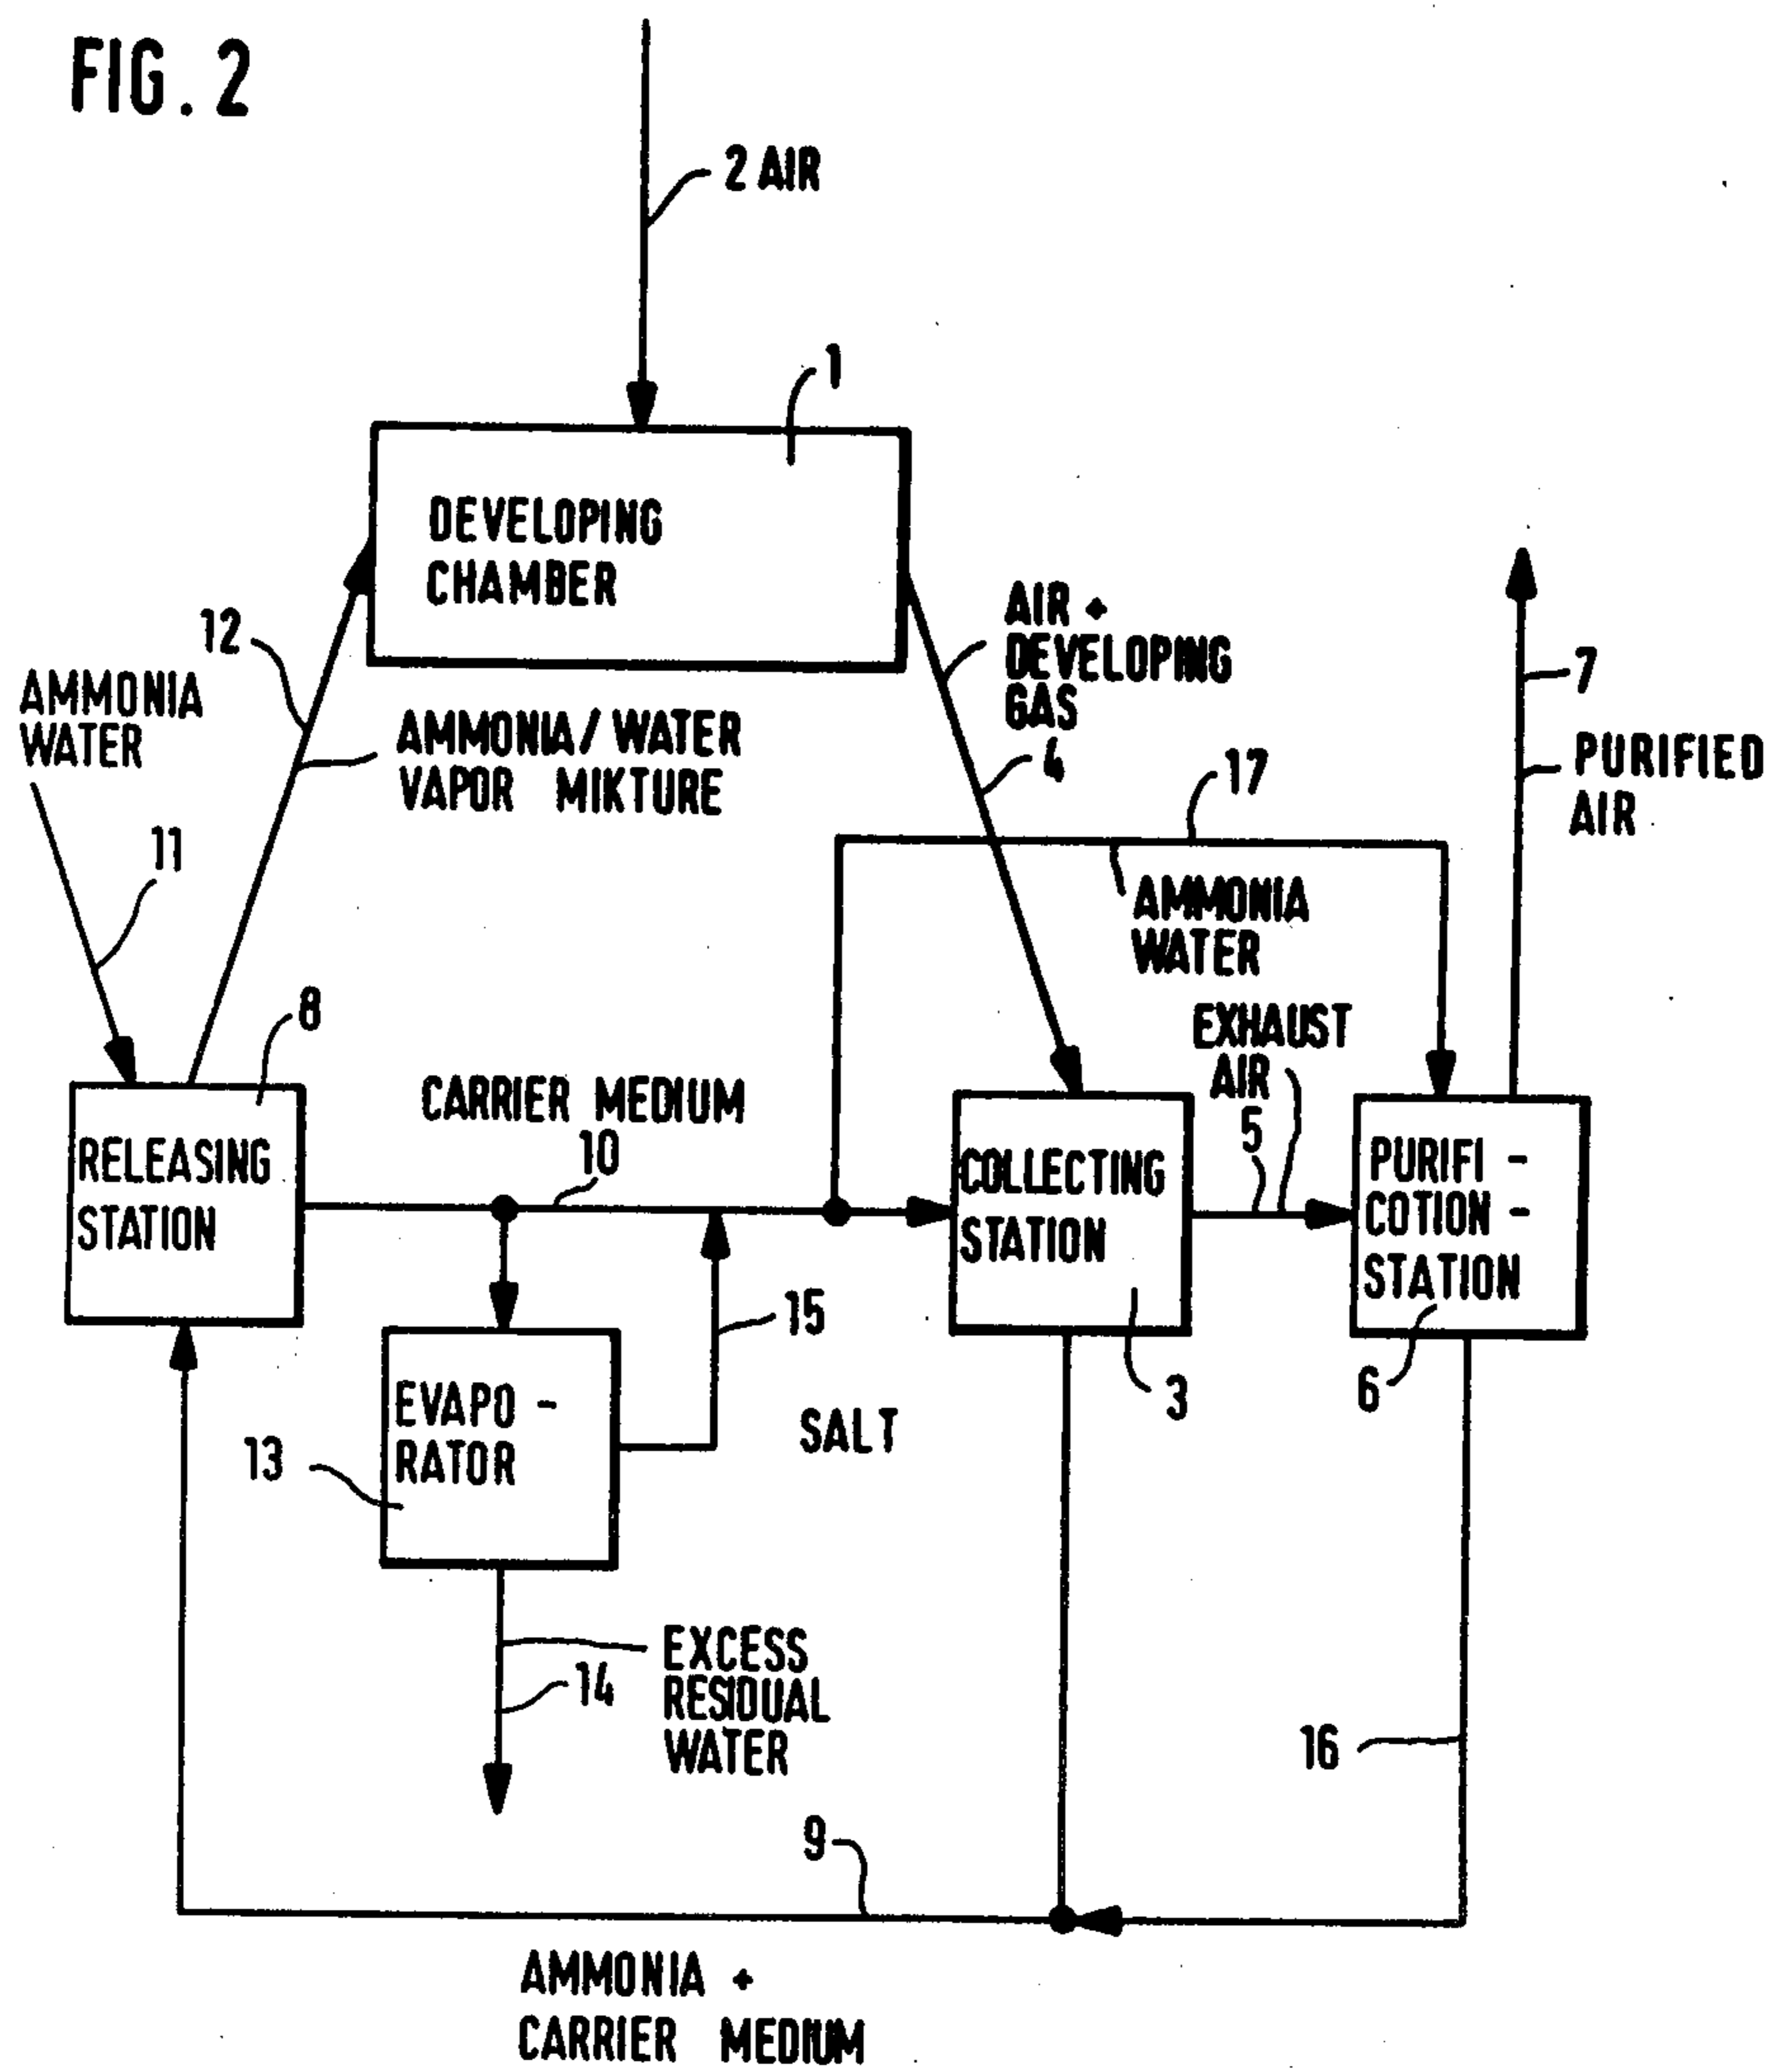 FIG. 2
2 AIR
1
DEVELOPING
CHAMBER
12
AMMONIA
WATER
AMMONIA / WATER
VAPOR MIKTURE
11
AIR +
DEVELOPING
GAS
4
17
7
PURIFIED
AIR
AMMONIA
WATER
8
EXHAUST
AIR
5
CARRIER MEDIUM
10
RELEASING
STATION
COLLECTING
STATION
PURIFI -
COTION -
STATION
15
3
6
EVAPO -
RATOR
13
SALT
EXCESS
RESIDUAL
WATER
14
16
9
AMMONIA +
CARRIER MEDIUM